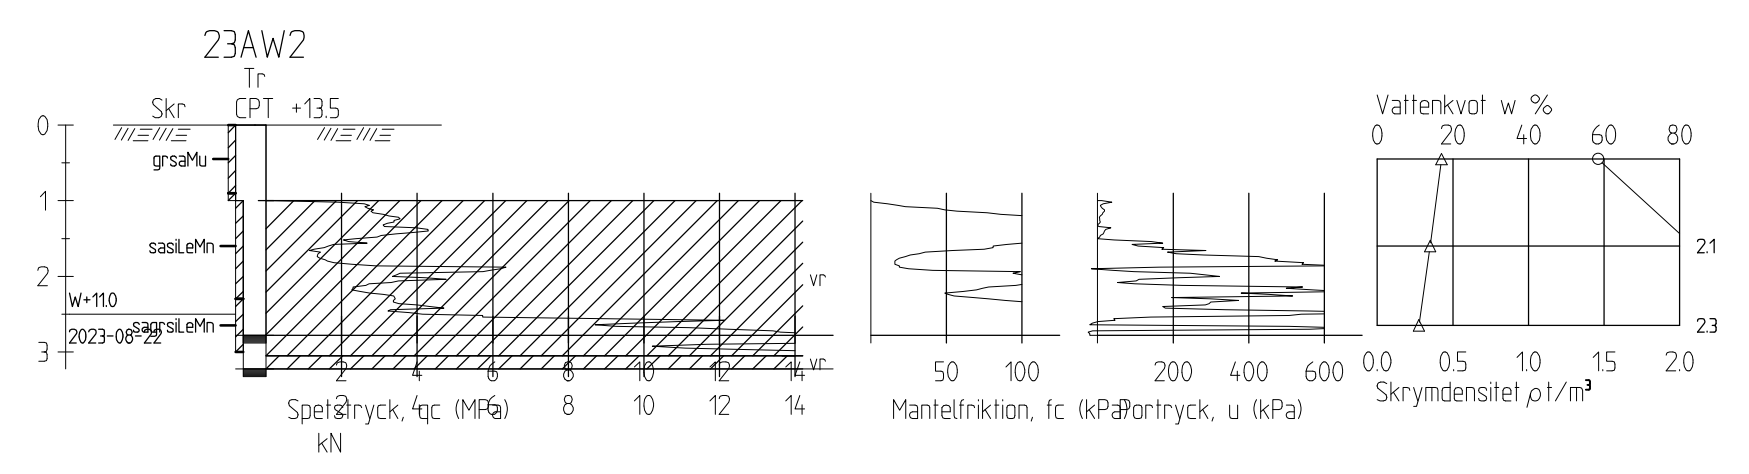 23AW2
Tr
Skr CPT +13.5
Vattenkvot w %
0 20 40 60 80
0
grsaMu
1
sasiLeMn
2.1
2
vr
W+11.0
sagrsiLeMn
2.3
2023-08-22
3
vr
2 4 6 8 10 12 14
50 100
200 400 600
0.0 0.5 1.0 1.5 2.0
Skrymdensitet ρ t/m³
2 4 6 8 10 12 14
Spetstryck, qc (MPa)
Mantelfriktion, fc (kPa)
Portryck, u (kPa)
kN